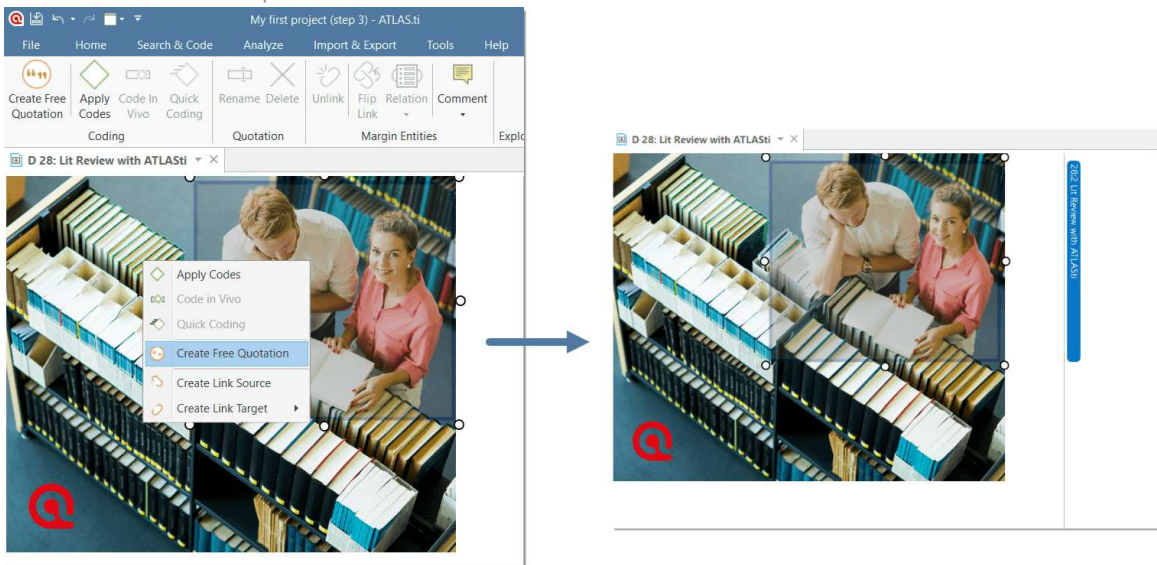 My first project (step 3) - ATLAS.ti
File Home Search & Code Analyze Import & Export Tools Help
Create Free Quotation
Apply Codes
Code In Vivo
Quick Coding
Rename Delete
Unlink
Flip Link
Relation
Comment
Coding Quotation Margin Entities
D 28: Lit Review with ATLASti
Apply Codes
Code in Vivo
Quick Coding
Create Free Quotation
Create Link Source
Create Link Target
D 28: Lit Review with ATLASti
28:2 Lit Review with ATLASti